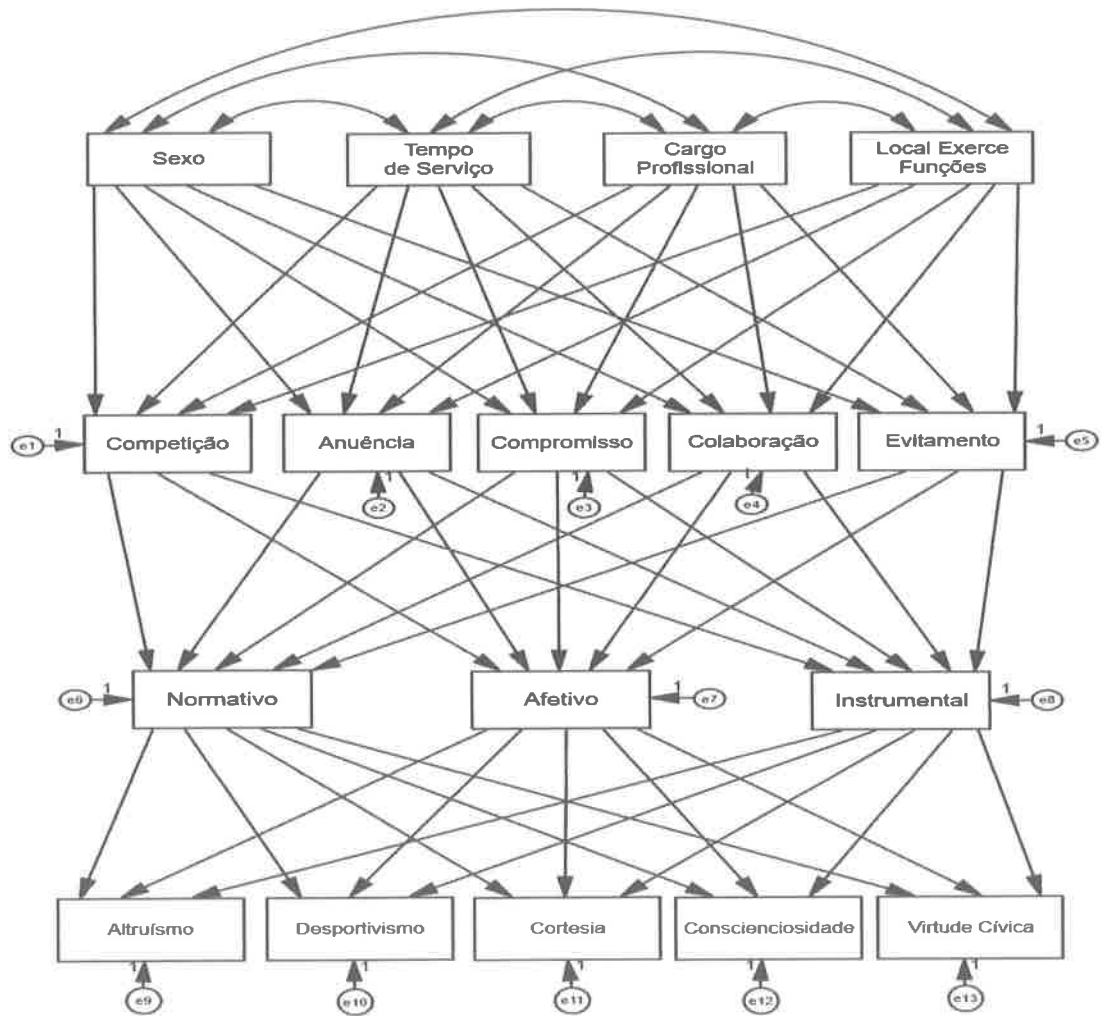 Sexo
Tempo
de Serviço
Cargo
Profissional
Local Exerce
Funções
Competição
Anuência
Compromisso
Colaboração
Evitamento
1
e1
1
e2
1
e3
1
e4
1
e5
Normativo
Afetivo
Instrumental
1
e6
1
e7
1
e8
Altruísmo
Desportivismo
Cortesia
Conscienciosidade
Virtude Cívica
1
e9
1
e10
1
e11
1
e12
1
e13